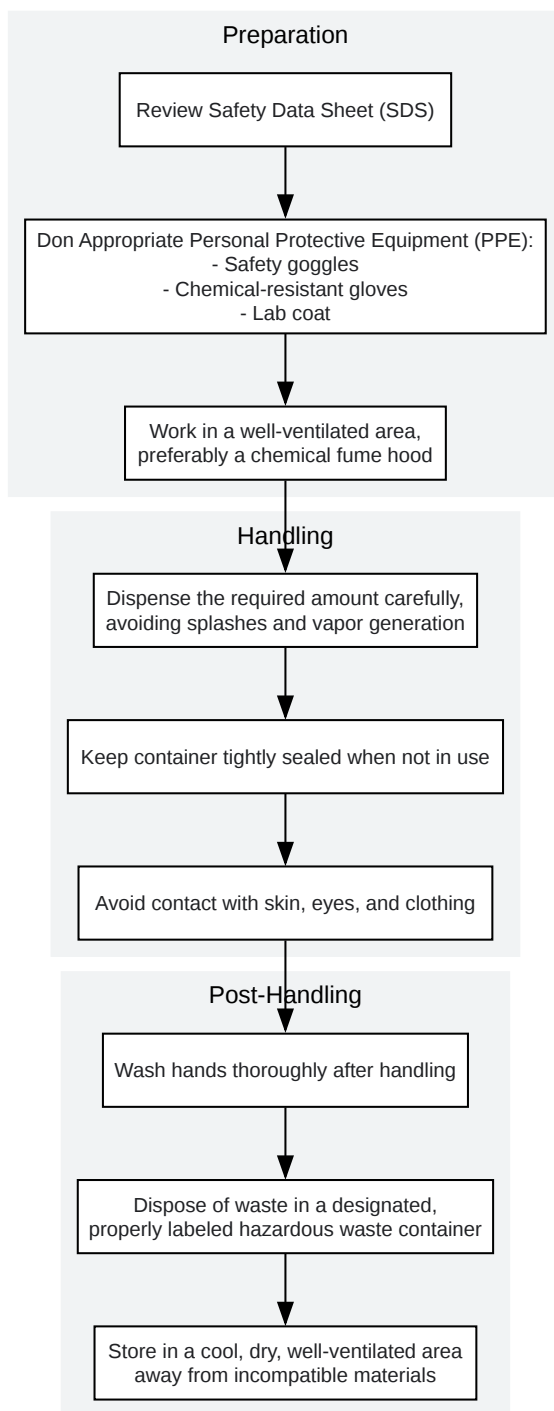 Preparation
Review Safety Data Sheet (SDS)
Don Appropriate Personal Protective Equipment (PPE):
- Safety goggles
- Chemical-resistant gloves
- Lab coat
Work in a well-ventilated area,
preferably a chemical fume hood
Handling
Dispense the required amount carefully,
avoiding splashes and vapor generation
Keep container tightly sealed when not in use
Avoid contact with skin, eyes, and clothing
Post-Handling
Wash hands thoroughly after handling
Dispose of waste in a designated,
properly labeled hazardous waste container
Store in a cool, dry, well-ventilated area
away from incompatible materials